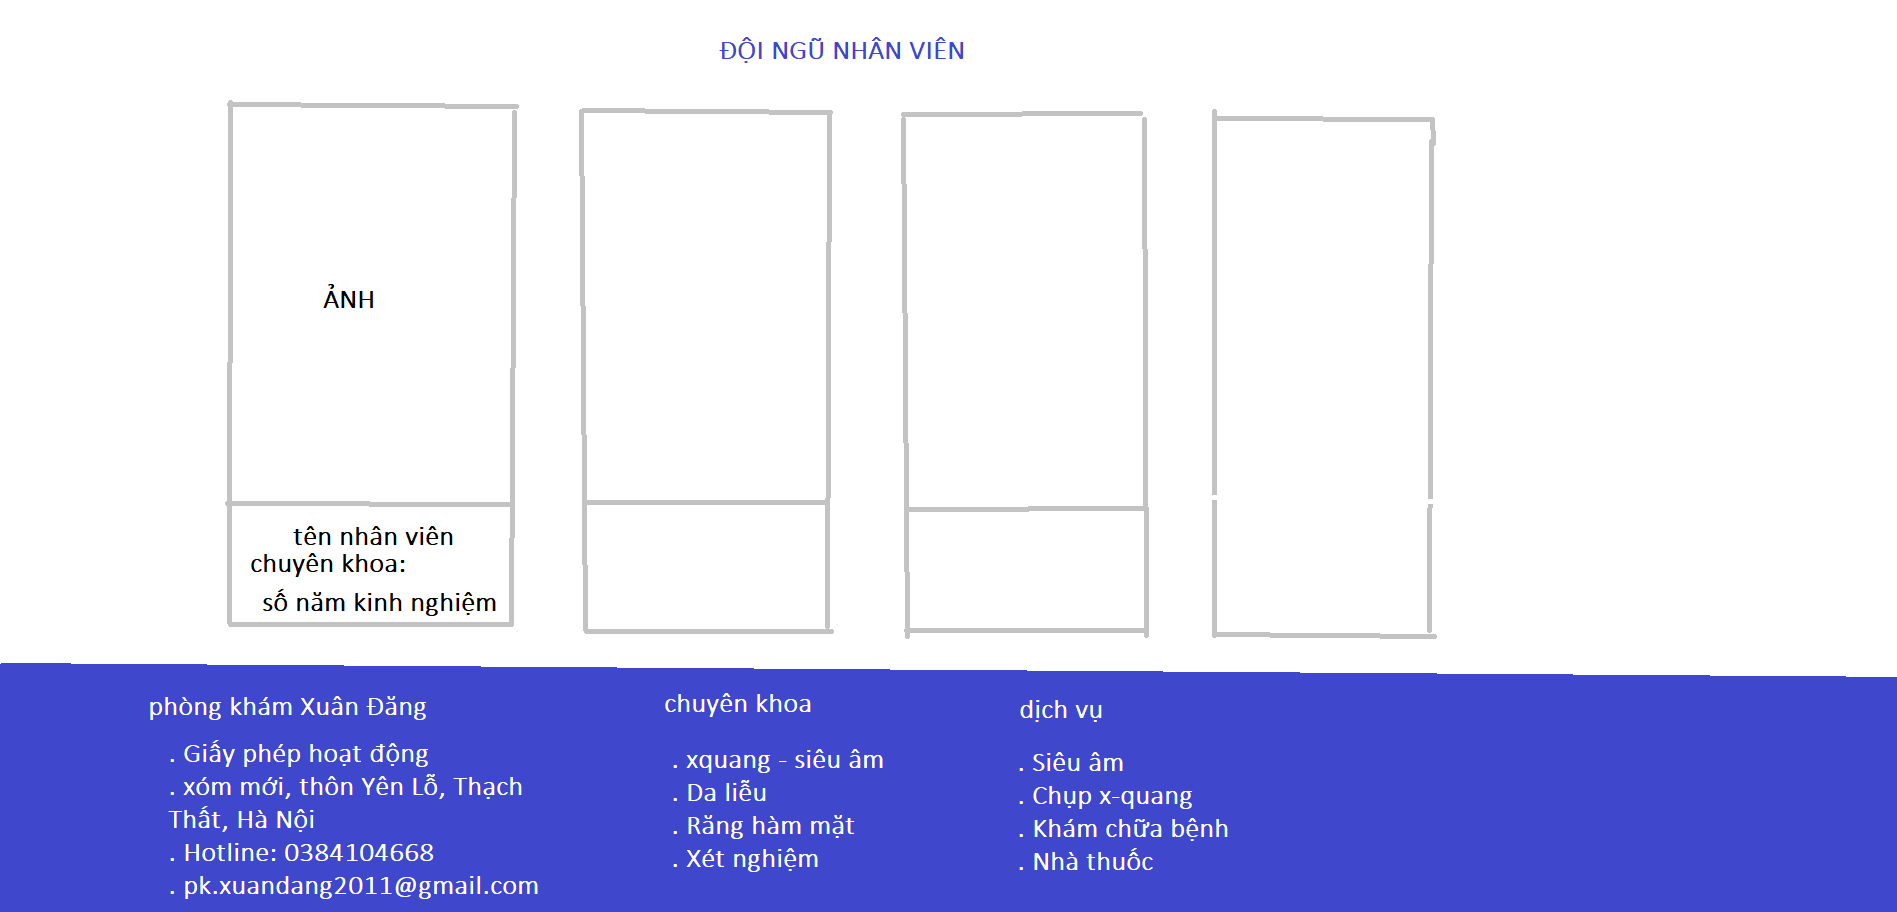 ĐỘI NGŨ NHÂN VIÊN
ẢNH
tên nhân viên
chuyên khoa:
số năm kinh nghiệm
phòng khám Xuân Đăng
. Giấy phép hoạt động
. xóm mới, thôn Yên Lỗ, Thạch
Thất, Hà Nội
. Hotline: 0384104668
. pk.xuandang2011@gmail.com
chuyên khoa
. xquang - siêu âm
. Da liễu
. Răng hàm mặt
. Xét nghiệm
dịch vụ
. Siêu âm
. Chụp x-quang
. Khám chữa bệnh
. Nhà thuốc